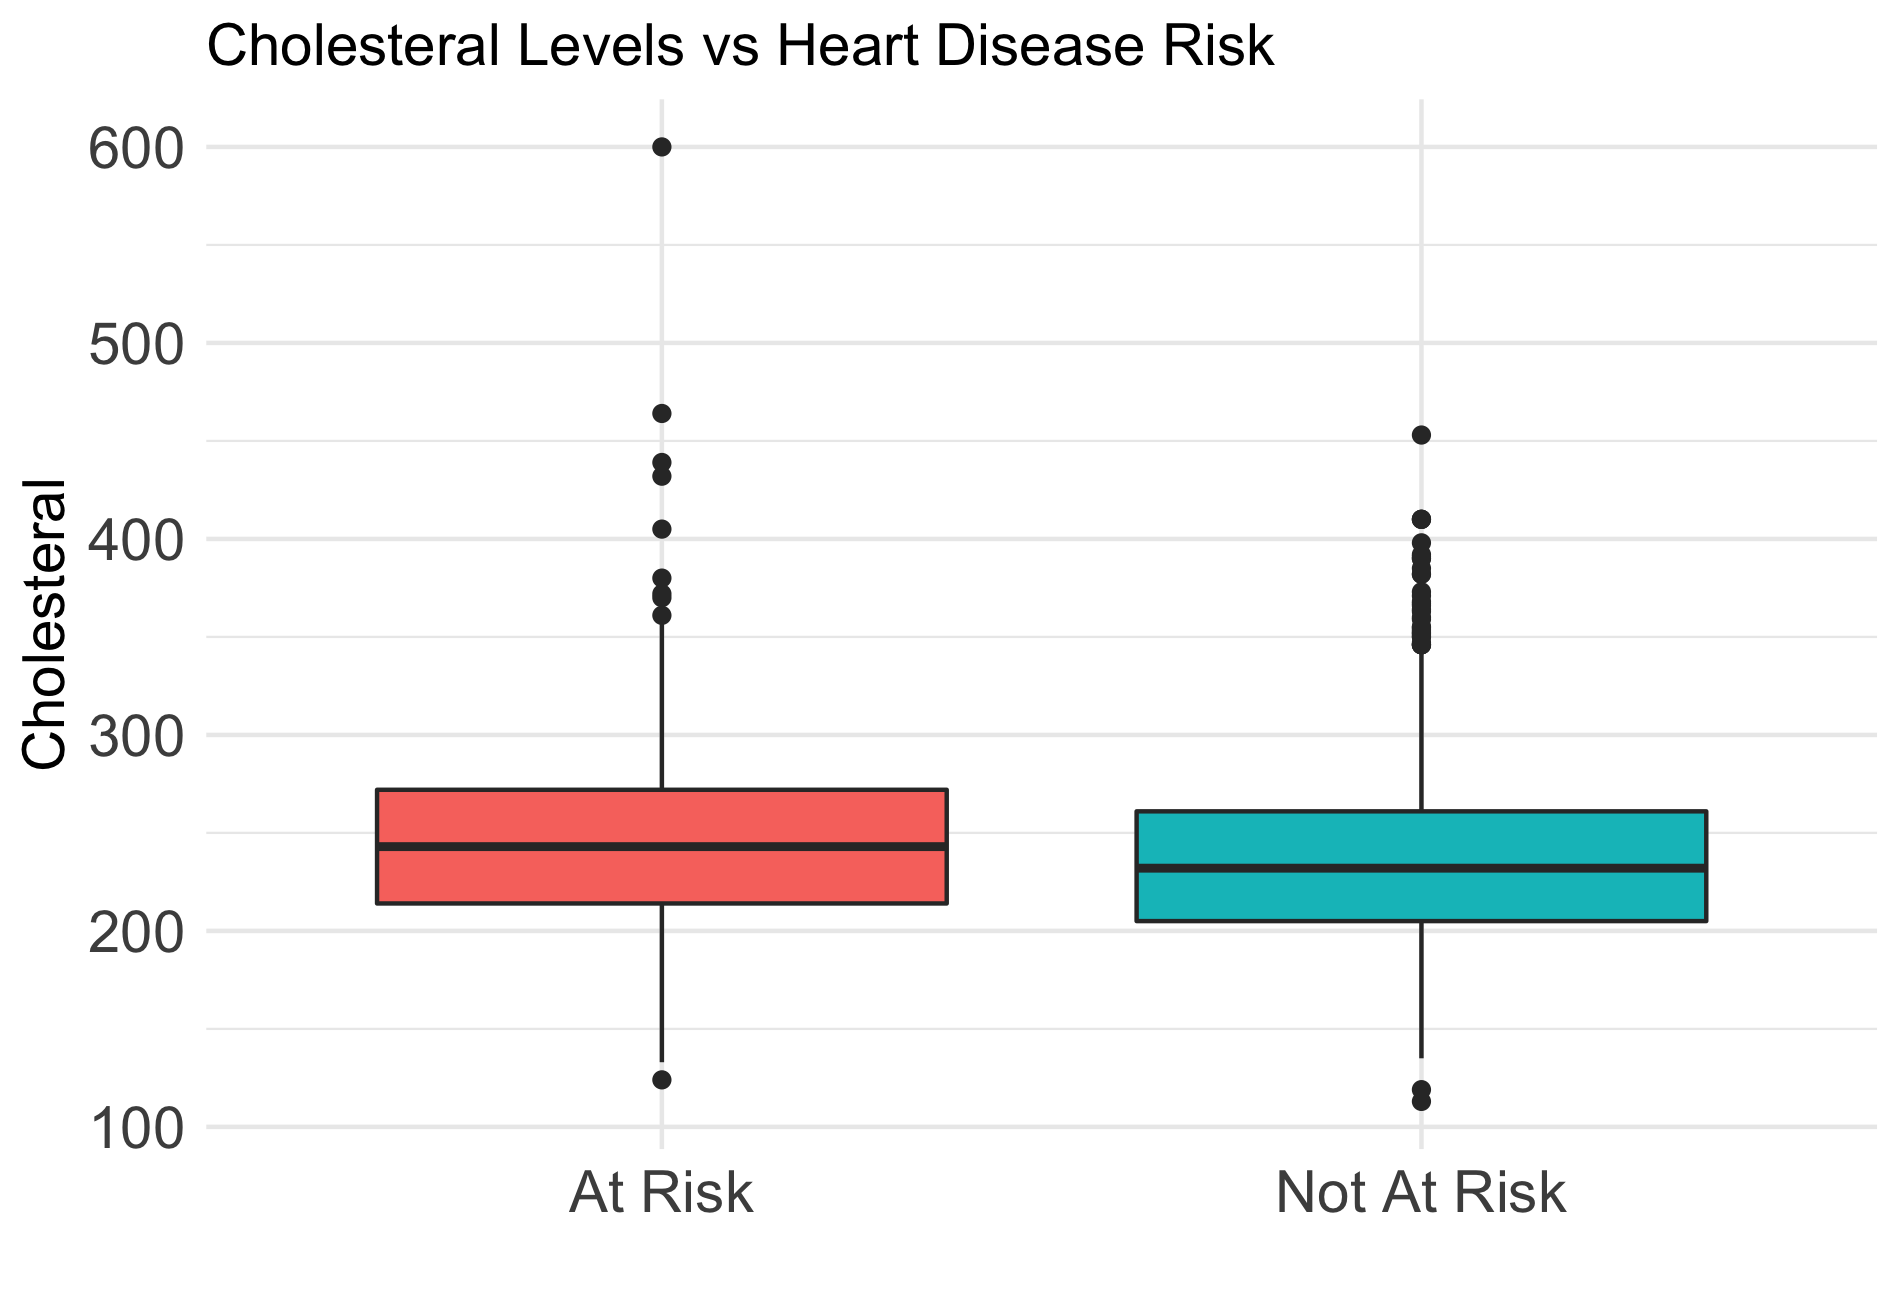 Cholesteral Levels vs Heart Disease Risk
Cholesteral
600
500
400
300
200
100
At Risk
Not At Risk